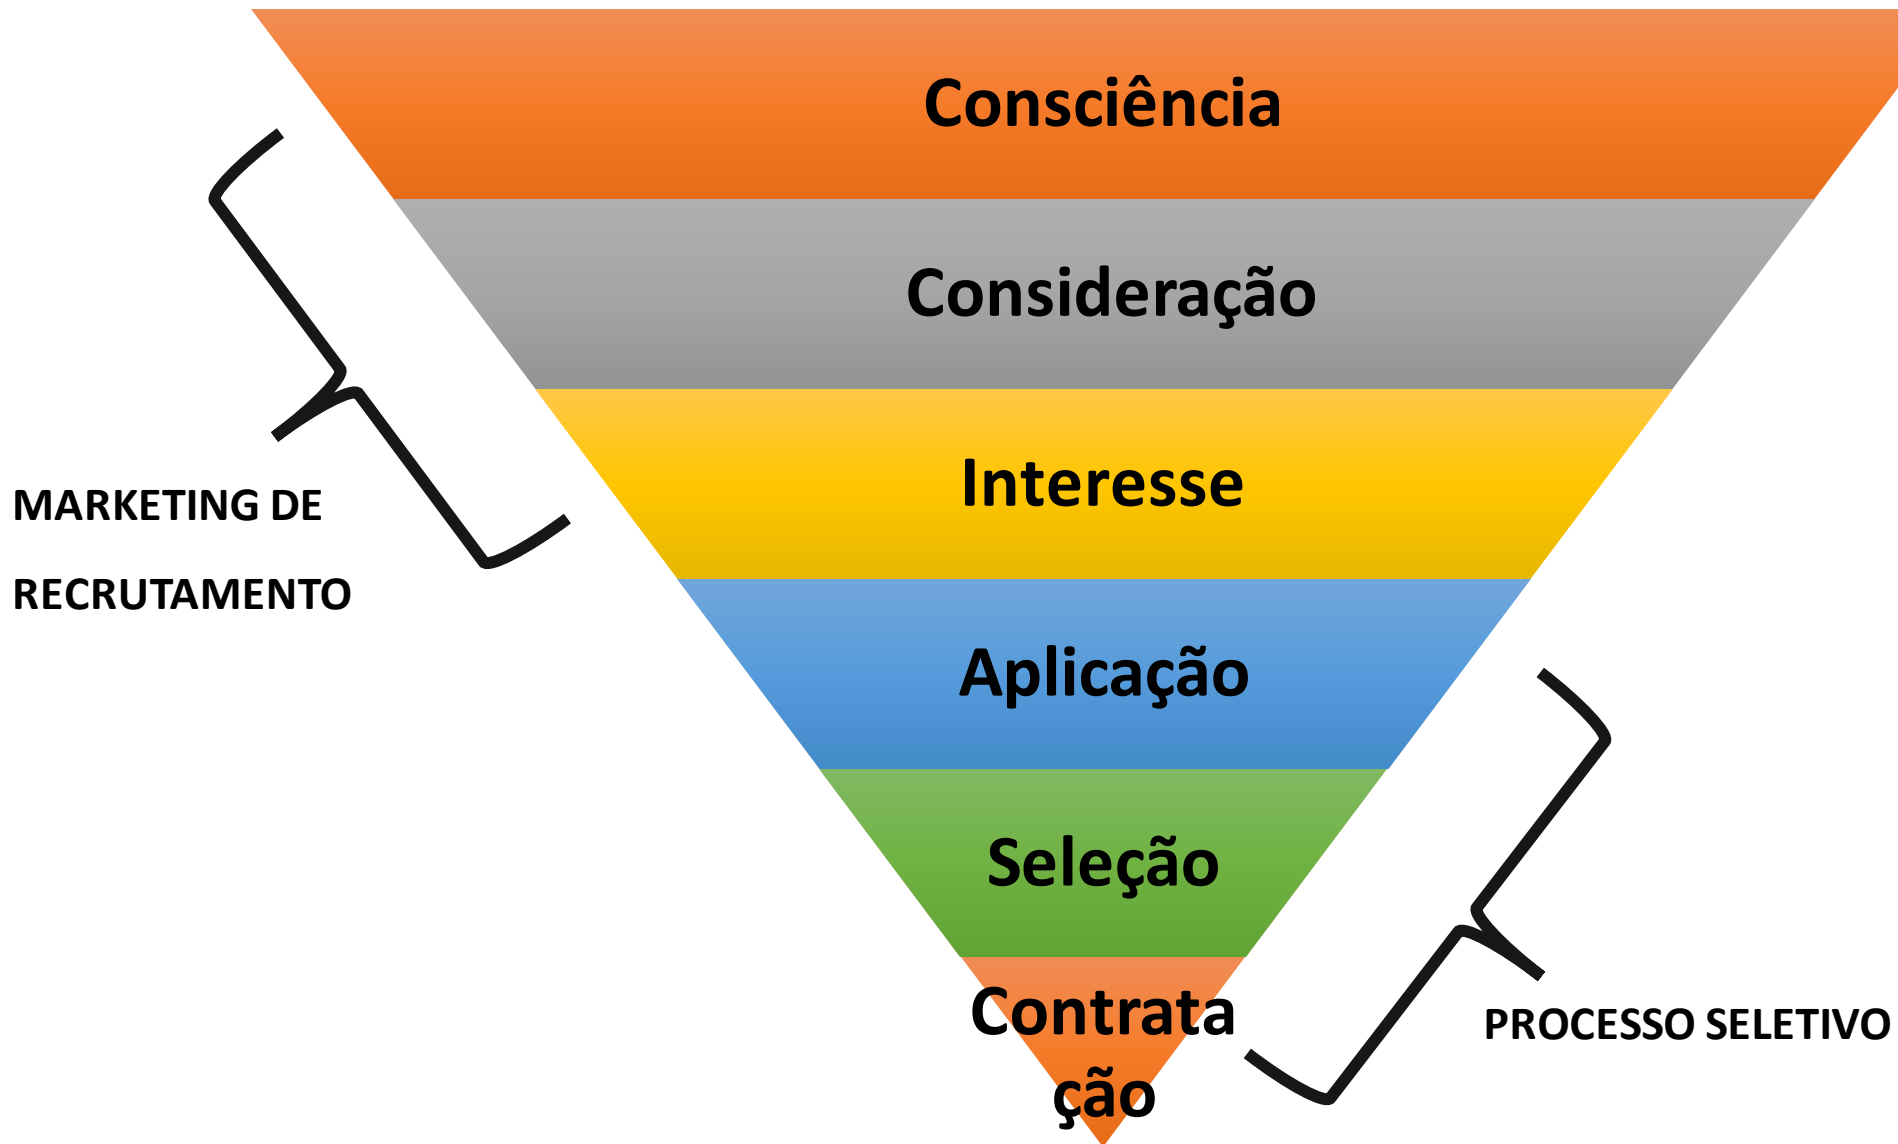 Consciência
Consideração
Interesse
MARKETING DE
RECRUTAMENTO
Aplicação
Seleção
Contrata
ção
PROCESSO SELETIVO